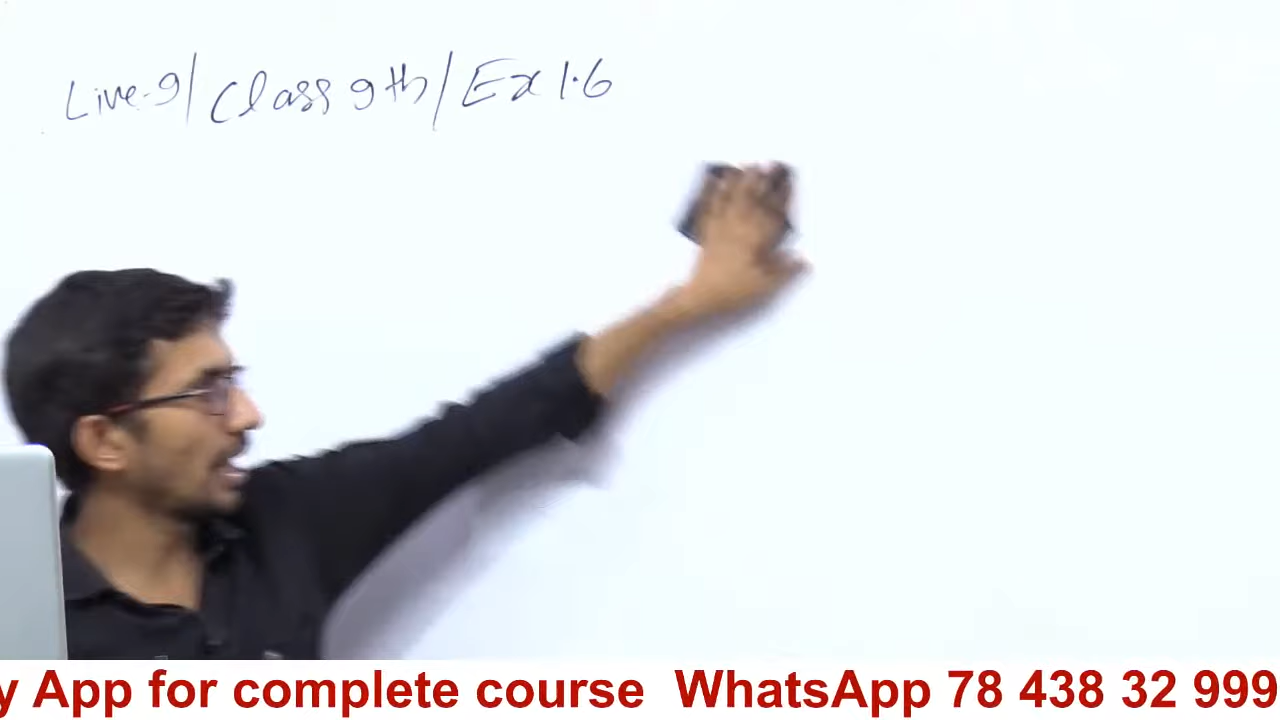 Live-9/Class 9th/Ex 1.6
y App for complete course WhatsApp 78 438 32 999